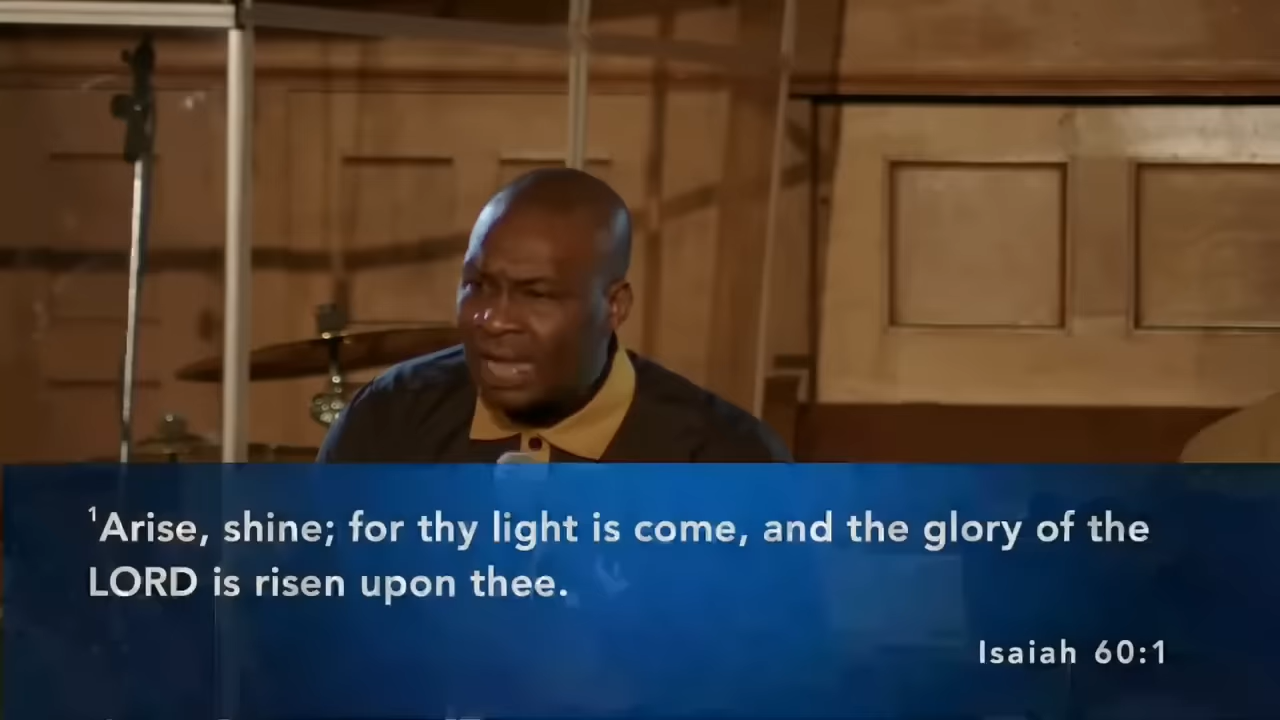 ¹Arise, shine; for thy light is come, and the glory of the
LORD is risen upon thee.
Isaiah 60:1